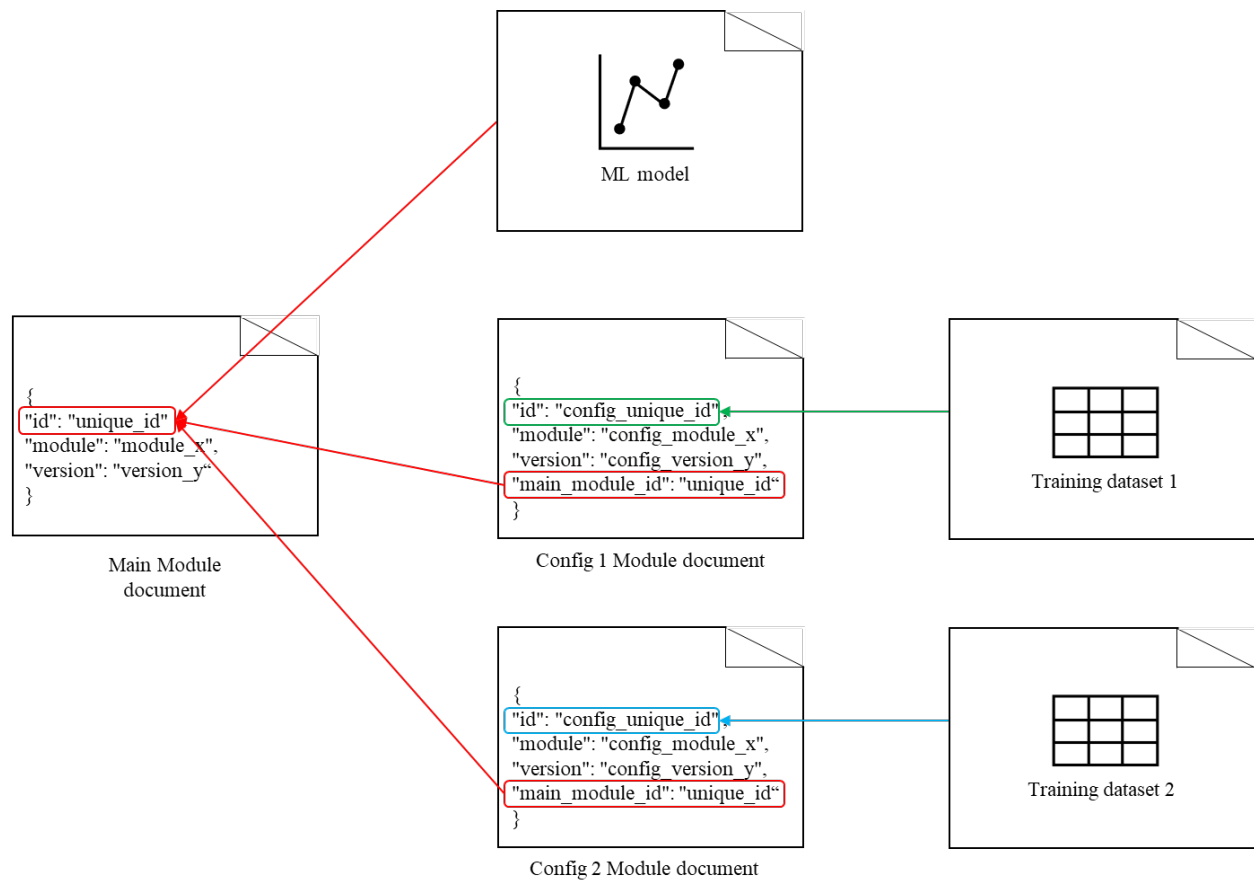 ML model
{
"id": "unique_id"
"module": "module_x",
"version": "version_y“
}
Main Module
document
{
"id": "config_unique_id",
"module": "config_module_x",
"version": "config_version_y",
"main_module_id": "unique_id“
}
Config 1 Module document
Training dataset 1
{
"id": "config_unique_id",
"module": "config_module_x",
"version": "config_version_y",
"main_module_id": "unique_id“
}
Config 2 Module document
Training dataset 2